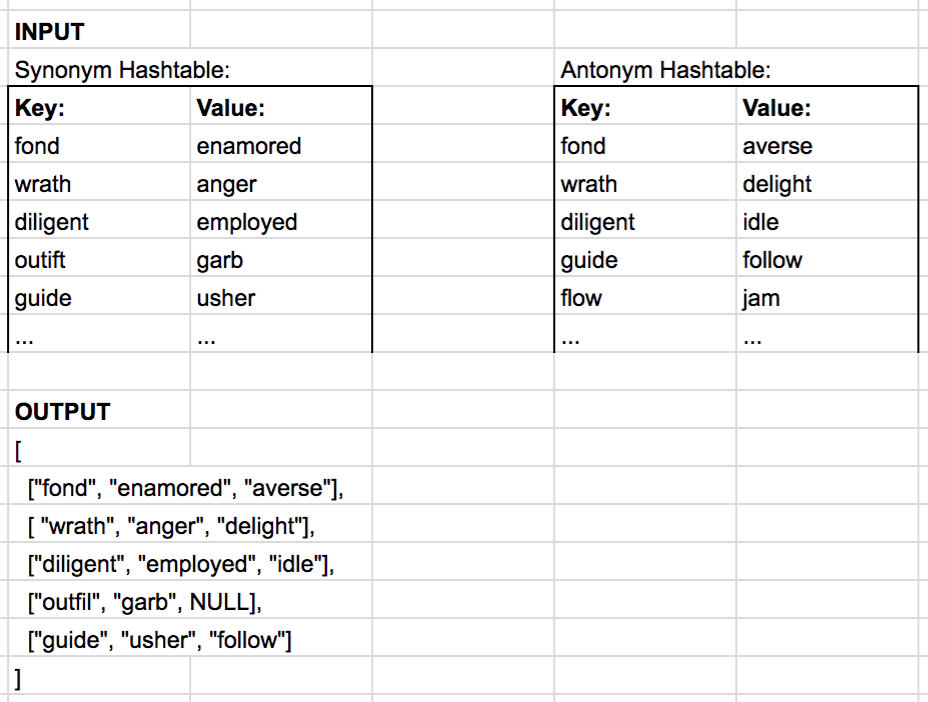 INPUT
Synonym Hashtable: Antonym Hashtable:
Key: Value: Key: Value:
fond enamored fond averse
wrath anger wrath delight
diligent employed diligent idle
outift garb guide follow
guide usher flow jam
... ... ... ...
OUTPUT
[
["fond", "enamored", "averse"],
[ "wrath", "anger", "delight"],
["diligent", "employed", "idle"],
["outfil", "garb", NULL],
["guide", "usher", "follow"]
]